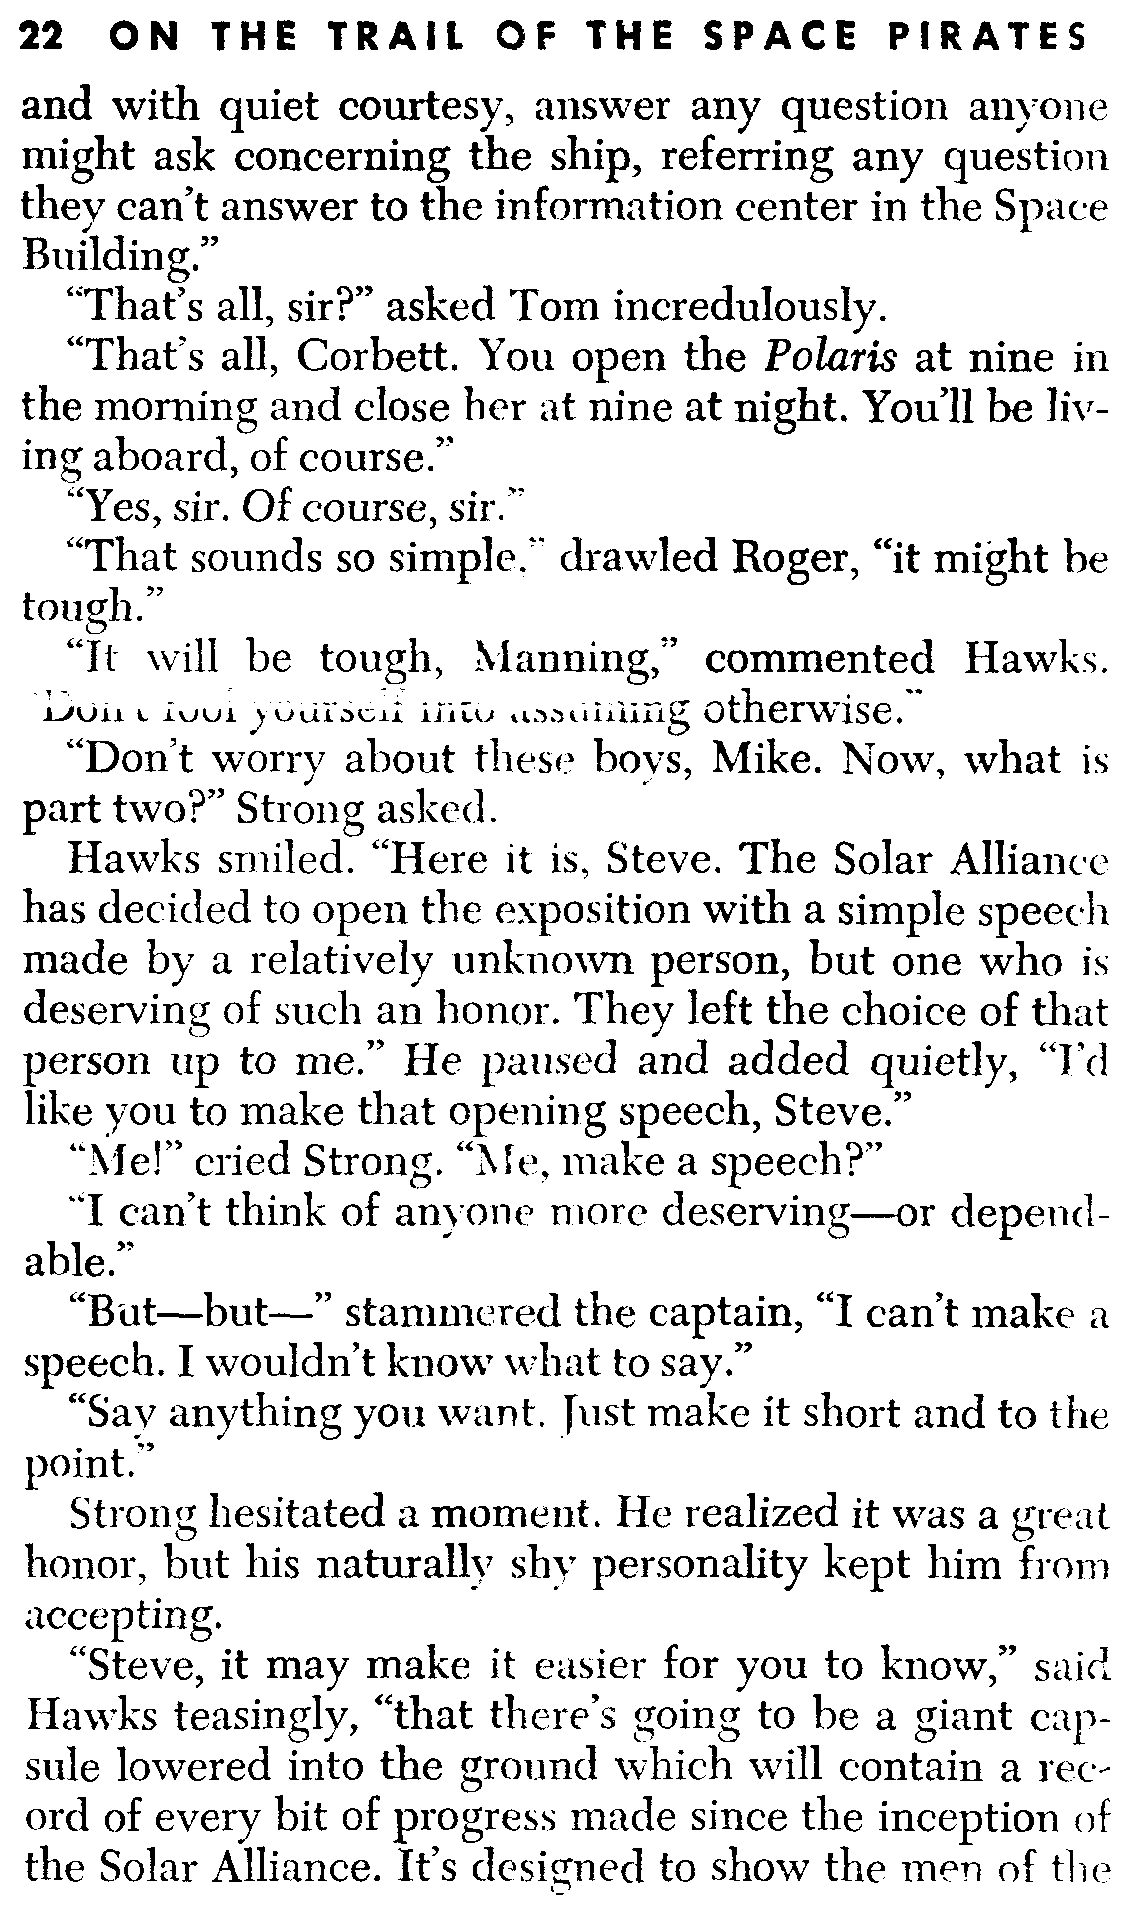 22 ON THE TRAIL OF THE SPACE PIRATES
and with quiet courtesy, answer any question anyone
might ask concerning the ship, referring any question
they can't answer to the information center in the Space
Building.”
“That's all, sir?” asked Tom incredulously.
“That's all, Corbett. You open the Polaris at nine in
the morning and close her at nine at night. You'll be liv-
ing aboard, of course.”
“Yes, sir. Of course, sir.”
“That sounds so simple,” drawled Roger, “it might be
tough.”
“It will be tough, Manning,” commented Hawks.
“Don't fool yourself into assuming otherwise.”
“Don't worry about these boys, Mike. Now, what is
part two?” Strong asked.
Hawks smiled. “Here it is, Steve. The Solar Alliance
has decided to open the exposition with a simple speech
made by a relatively unknown person, but one who is
deserving of such an honor. They left the choice of that
person up to me.” He paused and added quietly, “I'd
like you to make that opening speech, Steve.”
“Me!” cried Strong. “Me, make a speech?”
“I can't think of anyone more deserving—or depend-
able.”
“But—but—” stammered the captain, “I can't make a
speech. I wouldn't know what to say.”
“Say anything you want. Just make it short and to the
point.”
Strong hesitated a moment. He realized it was a great
honor, but his naturally shy personality kept him from
accepting.
“Steve, it may make it easier for you to know,” said
Hawks teasingly, “that there's going to be a giant cap-
sule lowered into the ground which will contain a rec-
ord of every bit of progress made since the inception of
the Solar Alliance. It's designed to show the men of the